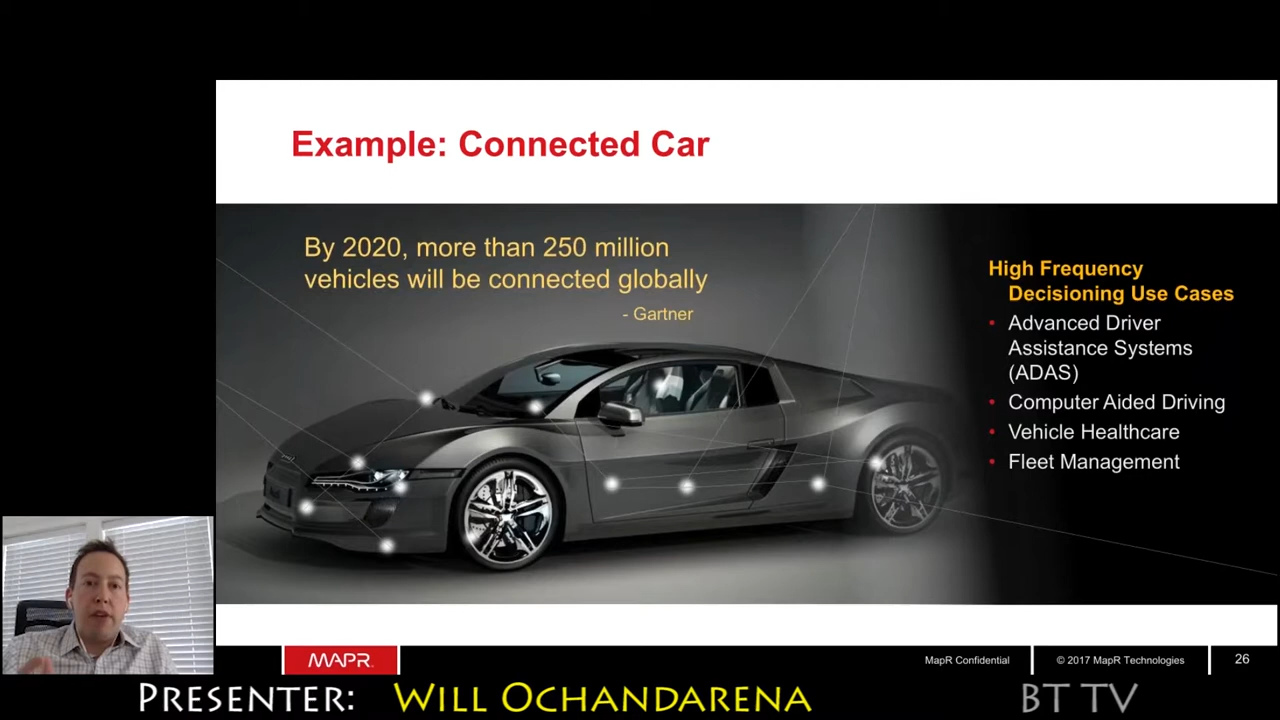 Example: Connected Car
By 2020, more than 250 million
vehicles will be connected globally
- Gartner
High Frequency
Decisioning Use Cases
• Advanced Driver
Assistance Systems
(ADAS)
• Computer Aided Driving
• Vehicle Healthcare
• Fleet Management
MAPR
MapR Confidential
© 2017 MapR Technologies
26
PRESENTER: WILL OCHANDARENA
BT TV